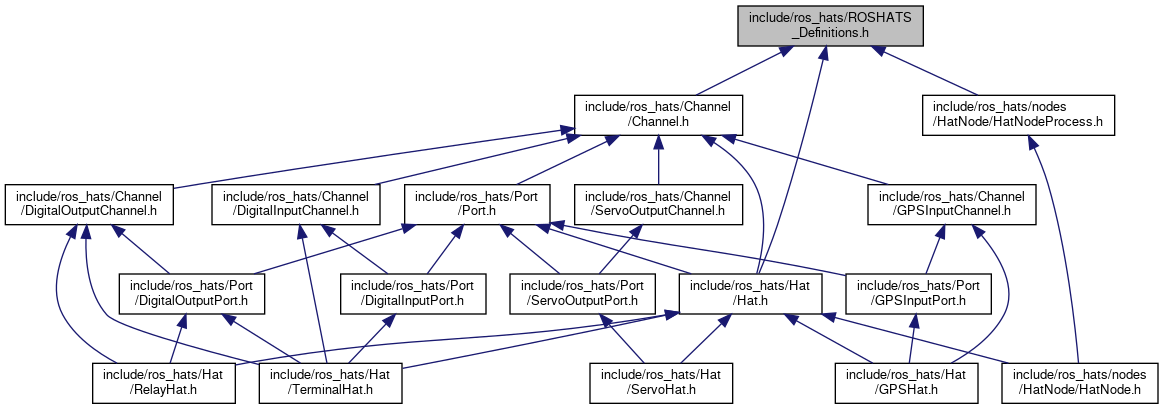 include/ros_hats/ROSHATS
_Definitions.h
include/ros_hats/Channel
/Channel.h
include/ros_hats/nodes
/HatNode/HatNodeProcess.h
include/ros_hats/Channel
/DigitalOutputChannel.h
include/ros_hats/Channel
/DigitalInputChannel.h
include/ros_hats/Port
/Port.h
include/ros_hats/Channel
/ServoOutputChannel.h
include/ros_hats/Channel
/GPSInputChannel.h
include/ros_hats/Port
/DigitalOutputPort.h
include/ros_hats/Port
/DigitalInputPort.h
include/ros_hats/Port
/ServoOutputPort.h
include/ros_hats/Hat
/Hat.h
include/ros_hats/Port
/GPSInputPort.h
include/ros_hats/Hat
/RelayHat.h
include/ros_hats/Hat
/TerminalHat.h
include/ros_hats/Hat
/ServoHat.h
include/ros_hats/Hat
/GPSHat.h
include/ros_hats/nodes
/HatNode/HatNode.h